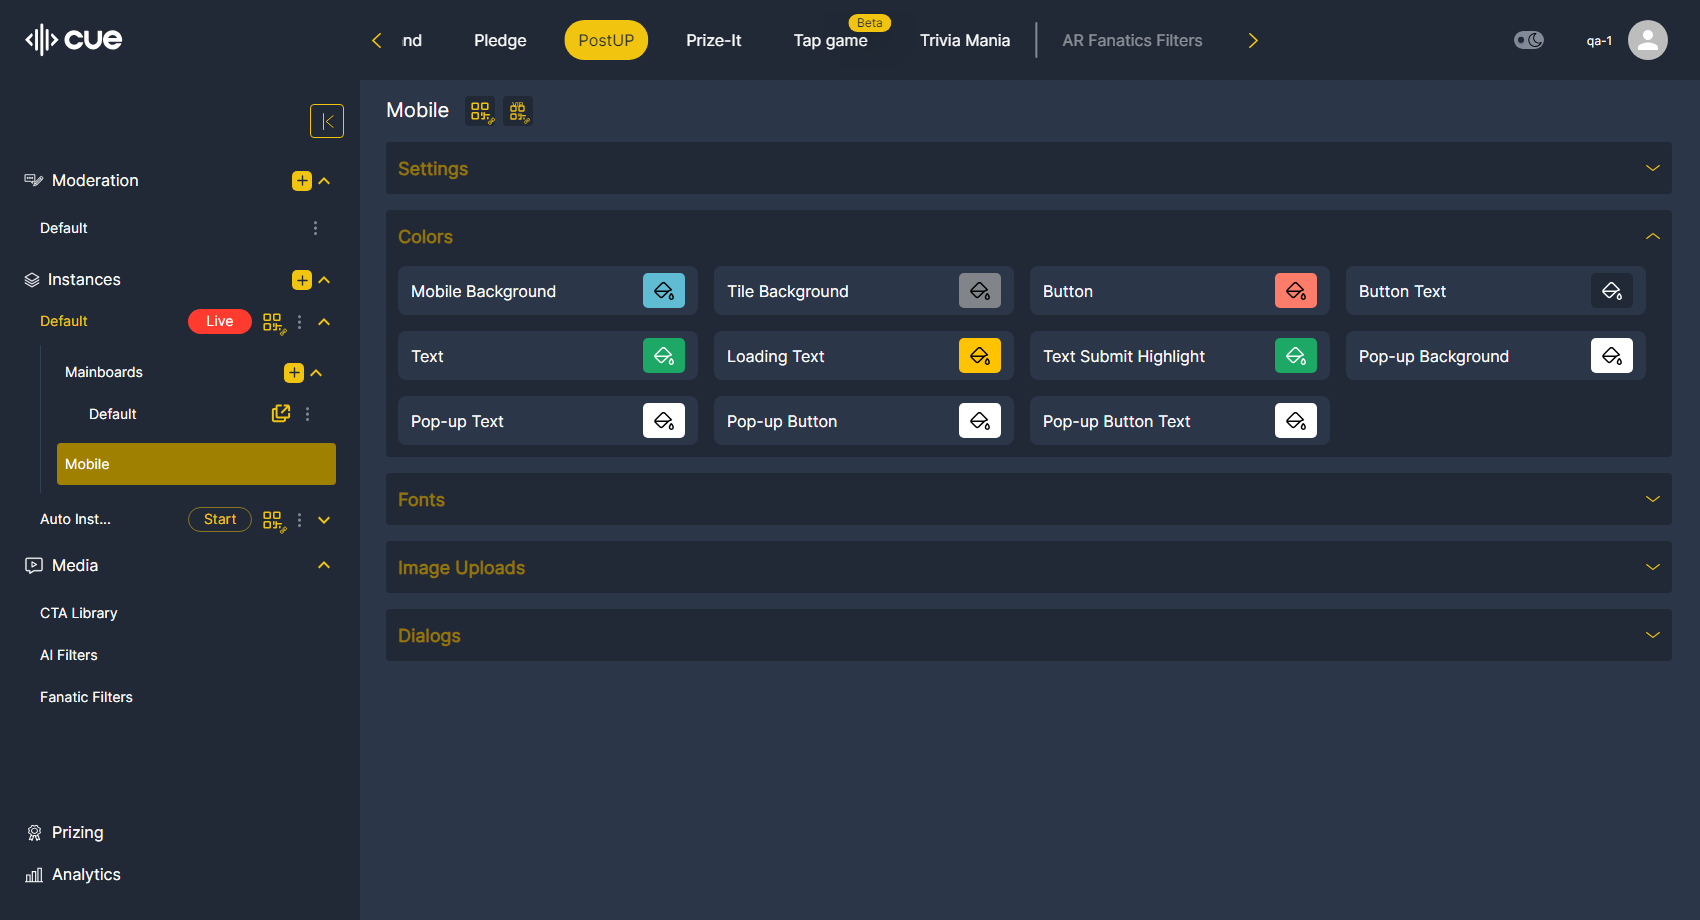 cue
nd
Pledge
PostUP
Prize-It
Beta
Tap game
Trivia Mania
AR Fanatics Filters
qa-1
Moderation
Default
Instances
Default
Live
Mainboards
Default
Mobile
Auto Inst...
Start
Media
CTA Library
AI Filters
Fanatic Filters
Prizing
Analytics
Mobile
Settings
Colors
Mobile Background
Tile Background
Button
Button Text
Text
Loading Text
Text Submit Highlight
Pop-up Background
Pop-up Text
Pop-up Button
Pop-up Button Text
Fonts
Image Uploads
Dialogs